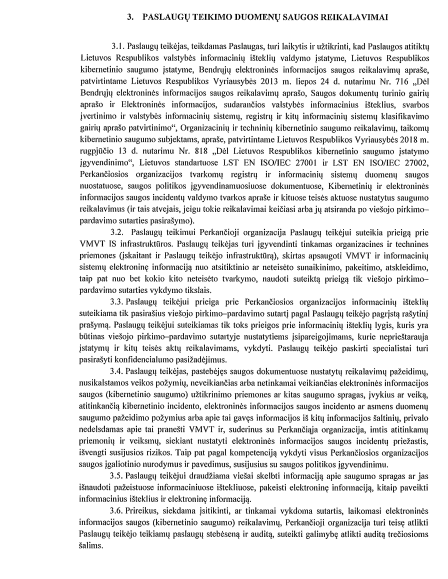 3. PASLAUGŲ TEIKIMO DUOMENŲ SAUGOS REIKALAVIMAI
3.1. Paslaugų teikėjas, teikdamas Paslaugas, turi laikytis ir užtikrinti, kad Paslaugos atitiktų
Lietuvos Respublikos valstybės informacinių išteklių valdymo įstatyme, Lietuvos Respublikos
kibernetinio saugumo įstatyme, Bendrųjų elektroninės informacijos saugos reikalavimų apraše,
patvirtintame Lietuvos Respublikos Vyriausybės 2013 m. liepos 24 d. nutarimu Nr. 716 „Dėl
Bendrųjų elektroninės informacijos saugos reikalavimų aprašo, Saugos dokumentų turinio gairių
aprašo ir Elektroninės informacijos, sudarančios valstybės informacinius išteklius, svarbos
įvertinimo ir valstybės informacinių sistemų, registrų ir kitų informacinių sistemų klasifikavimo
gairių aprašo patvirtinimo“, Organizacinių ir techninių kibernetinio saugumo reikalavimų, taikomų
kibernetinio saugumo subjektams, apraše, patvirtintame Lietuvos Respublikos Vyriausybės 2018 m.
rugpjūčio 13 d. nutarimu Nr. 818 „Dėl Lietuvos Respublikos kibernetinio saugumo įstatymo
įgyvendinimo“, Lietuvos standartuose LST EN ISO/IEC 27001 ir LST EN ISO/IEC 27002,
Perkančiosios organizacijos tvarkomų registrų ir informacinių sistemų duomenų saugos
nuostatuose, saugos politikos įgyvendinamuosiuose dokumentuose, Kibernetinių ir elektroninės
informacijos saugos incidentų valdymo tvarkos apraše ir kituose teisės aktuose nustatytus saugumo
reikalavimus (ir tais atvejais, jeigu tokie reikalavimai keičiasi arba jų atsiranda po viešojo pirkimo–
pardavimo sutarties pasirašymo).
3.2. Paslaugų teikimui Perkančioji organizacija Paslaugų teikėjui suteikia prieigą prie
VMVT IS infrastruktūros. Paslaugų teikėjas turi įgyvendinti tinkamas organizacines ir technines
priemones (įskaitant ir Paslaugų teikėjo infrastruktūrą), skirtas apsaugoti VMVT ir informacinių
sistemų elektroninę informaciją nuo atsitiktinio ar neteisėto sunaikinimo, pakeitimo, atskleidimo,
taip pat nuo bet kokio kito neteisėto tvarkymo, naudoti suteiktą prieigą tik viešojo pirkimo–
pardavimo sutarties vykdymo tikslais.
3.3. Paslaugų teikėjui prieiga prie Perkančiosios organizacijos informacinių išteklių
suteikiama tik pasirašius viešojo pirkimo–pardavimo sutartį pagal Paslaugų teikėjo pagrįstą raštinį
prašymą. Paslaugų teikėjui suteikiamas tik toks prieigos prie informacinių išteklių lygis, kuris yra
būtinas viešojo pirkimo–pardavimo sutartyje nustatytiems įsipareigojimams, kurie neprieštarauja
įstatymų ir kitų teisės aktų reikalavimams, vykdyti. Paslaugų teikėjo paskirti specialistai turi
pasirašyti konfidencialumo pasižadėjimus.
3.4. Paslaugų teikėjas, pastebėjęs saugos dokumentuose nustatytų reikalavimų pažeidimų,
nusikalstamos veikos požymių, neveikiančias arba netinkamai veikiančias elektroninės informacijos
saugos (kibernetinio saugumo) užtikrinimo priemones ar kitas saugumo spragas, įvykius ar veiką,
atitinkančią kibernetinio incidento, elektroninės informacijos saugos incidento ar asmens duomenų
saugumo pažeidimo požymius arba apie tai gavęs informacijos iš kitų informacijos šaltinių, privalo
nedelsdamas apie tai pranešti VMVT ir, suderinus su Perkančiąja organizacija, imtis atitinkamų
priemonių ir veiksmų, siekiant nustatyti elektroninės informacijos saugos incidentų priežastis,
išvengti susijusios rizikos. Taip pat pagal kompetenciją vykdyti visus Perkančiosios organizacijos
saugos įgaliotinio nurodymus ir pavedimus, susijusius su saugos politikos įgyvendinimu.
3.5. Paslaugų teikėjui draudžiama viešai skelbti informaciją apie saugumo spragas ar jas
išnaudoti pažeistuose informaciniuose ištekliuose, pakeisti elektroninę informaciją, kitaip paveikti
informacinius išteklius ir elektroninę informaciją.
3.6. Prireikus, siekdama įsitikinti, ar tinkamai vykdoma sutartis, laikomasi elektroninės
informacijos saugos (kibernetinio saugumo) reikalavimų, Perkančioji organizacija turi teisę atlikti
Paslaugų teikėjo teikiamų paslaugų stebėseną ir auditą, suteikti galimybę atlikti auditą trečiosioms
šalims.